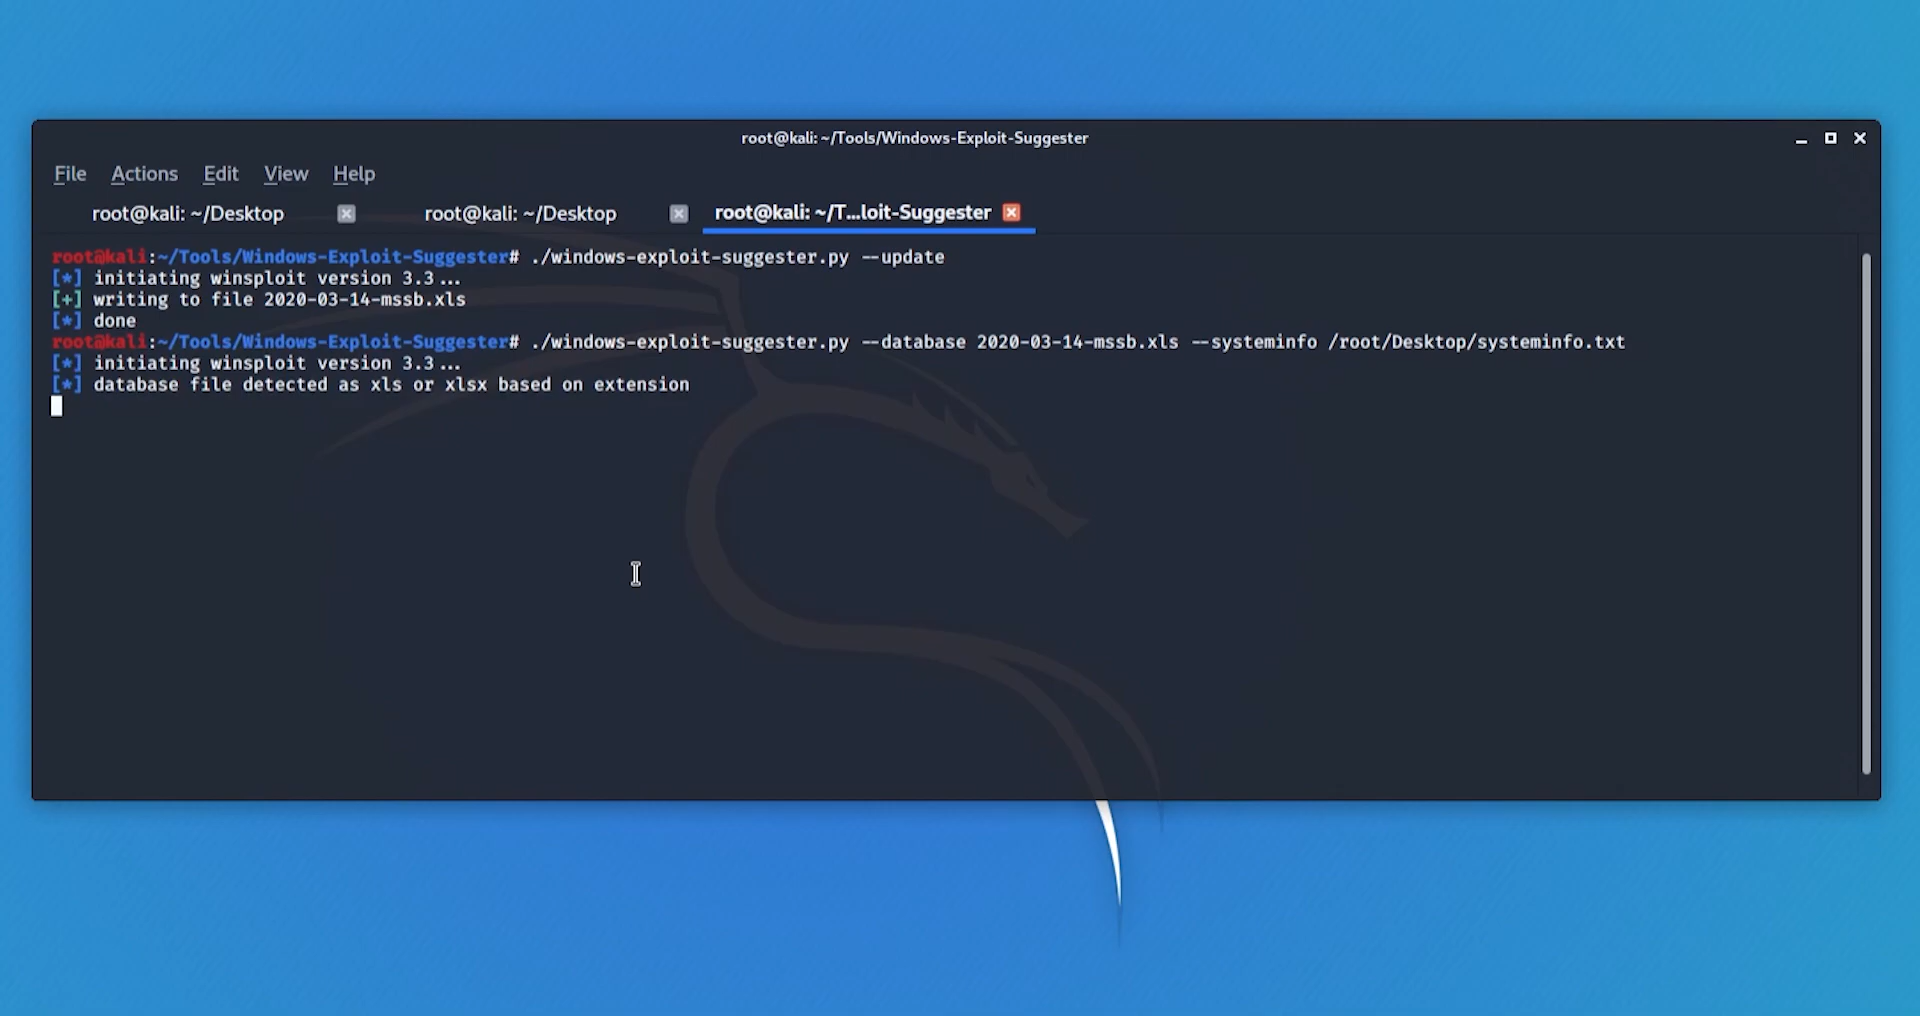 root@kali: ~/Tools/Windows-Exploit-Suggester
File Actions Edit View Help
root@kali: ~/Desktop root@kali: ~/Desktop root@kali: ~/T...loit-Suggester
root@kali:~/Tools/Windows-Exploit-Suggester# ./windows-exploit-suggester.py --update
[*] initiating winsploit version 3.3...
[+] writing to file 2020-03-14-mssb.xls
[*] done
root@kali:~/Tools/Windows-Exploit-Suggester# ./windows-exploit-suggester.py --database 2020-03-14-mssb.xls --systeminfo /root/Desktop/systeminfo.txt
[*] initiating winsploit version 3.3...
[*] database file detected as xls or xlsx based on extension